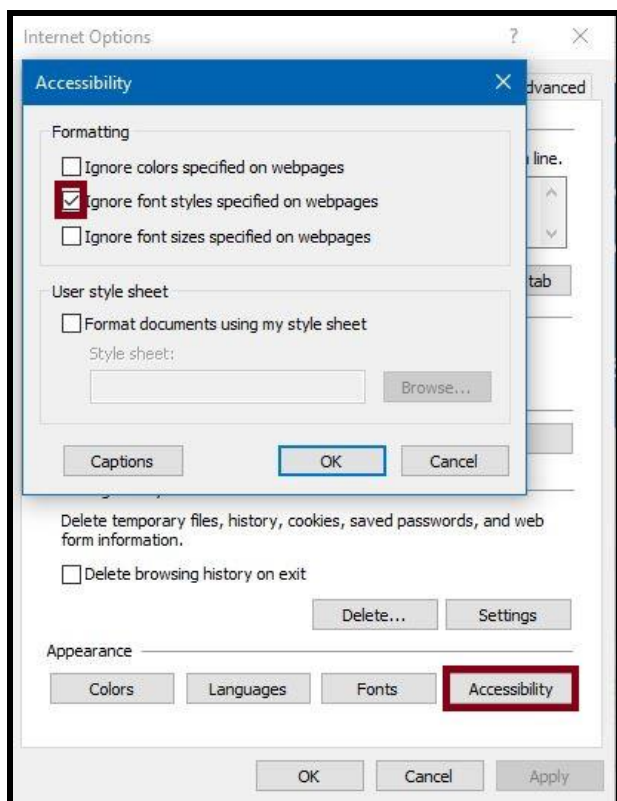 Internet Options
Accessibility
dvanced
Formatting
Ignore colors specified on webpages
Ignore font styles specified on webpages
Ignore font sizes specified on webpages
line.
tab
User style sheet
Format documents using my style sheet
Style sheet:
Browse...
Captions
OK
Cancel
Delete temporary files, history, cookies, saved passwords, and web
form information.
Delete browsing history on exit
Delete...
Settings
Appearance
Colors
Languages
Fonts
Accessibility
OK
Cancel
Apply